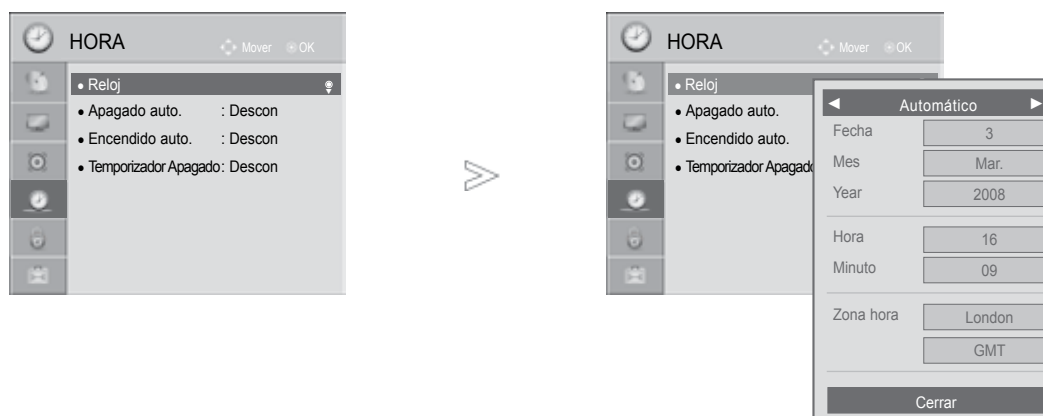 HORA
Mover OK
• Reloj
• Apagado auto. : Descon
• Encendido auto. : Descon
• Temporizador Apagado : Descon
HORA
Mover OK
• Reloj
• Apagado auto.
• Encendido auto.
• Temporizador Apagado
◀ Automático ▶
Fecha 3
Mes Mar.
Year 2008
Hora 16
Minuto 09
Zona hora London
GMT
Cerrar